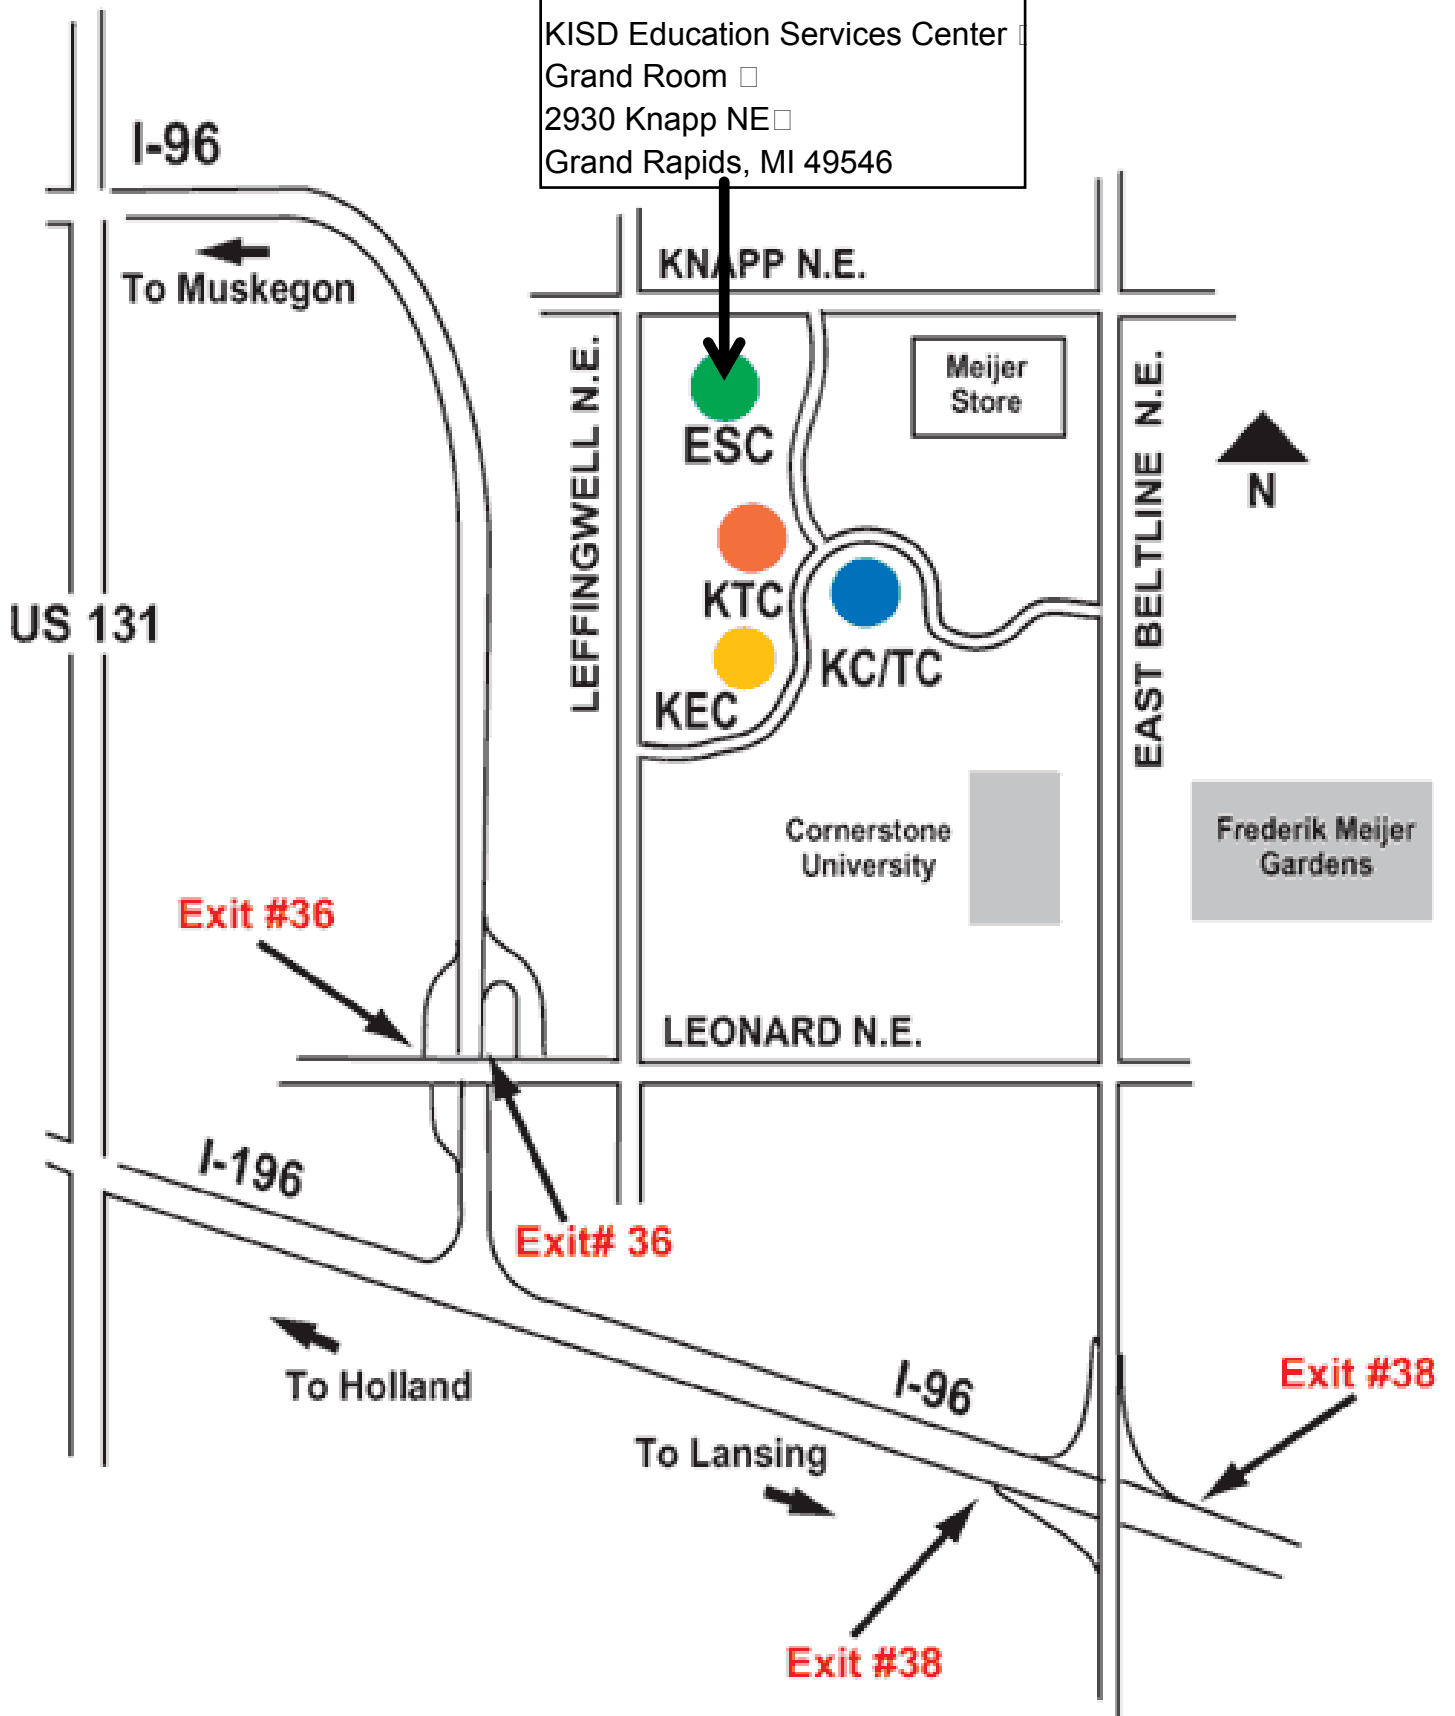 KISD Education Services Center
Grand Room
2930 Knapp NE
Grand Rapids, MI 49546
I-96
To Muskegon
KNAPP N.E.
LEFFINGWELL N.E.
Meijer
Store
EAST BELTLINE N.E.
N
ESC
KTC
KC/TC
KEC
US 131
Cornerstone
University
Frederik Meijer
Gardens
Exit #36
LEONARD N.E.
I-196
Exit# 36
To Holland
I-96
Exit #38
To Lansing
Exit #38